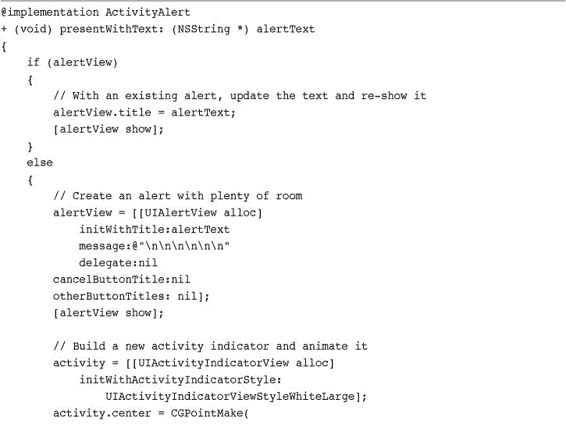 @implementation ActivityAlert
+ (void) presentWithText: (NSString *) alertText
{
    if (alertView)
    {
        // With an existing alert, update the text and re-show it
        alertView.title = alertText;
        [alertView show];
    }
    else
    {
        // Create an alert with plenty of room
        alertView = [[UIAlertView alloc]
            initWithTitle:alertText
            message:@"\n\n\n\n\n\n"
            delegate:nil
        cancelButtonTitle:nil
        otherButtonTitles: nil];
        [alertView show];

        // Build a new activity indicator and animate it
        activity = [[UIActivityIndicatorView alloc]
            initWithActivityIndicatorStyle:
                UIActivityIndicatorViewStyleWhiteLarge];
        activity.center = CGPointMake(